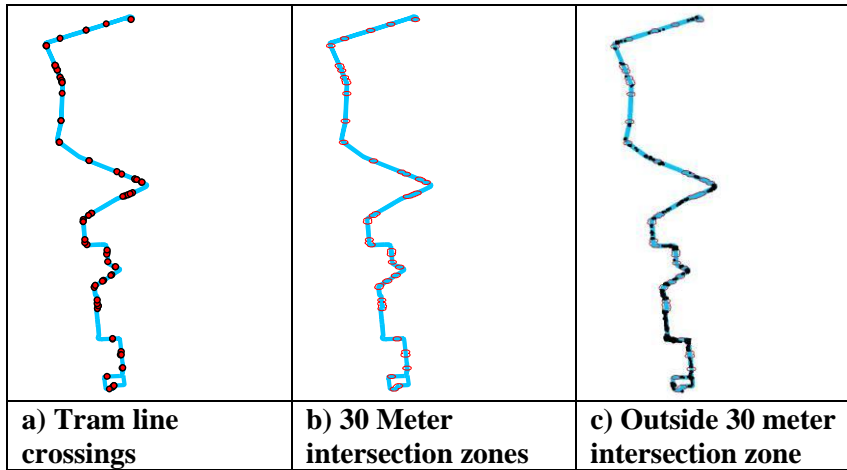 a) Tram line
crossings
b) 30 Meter
intersection zones
c) Outside 30 meter
intersection zone